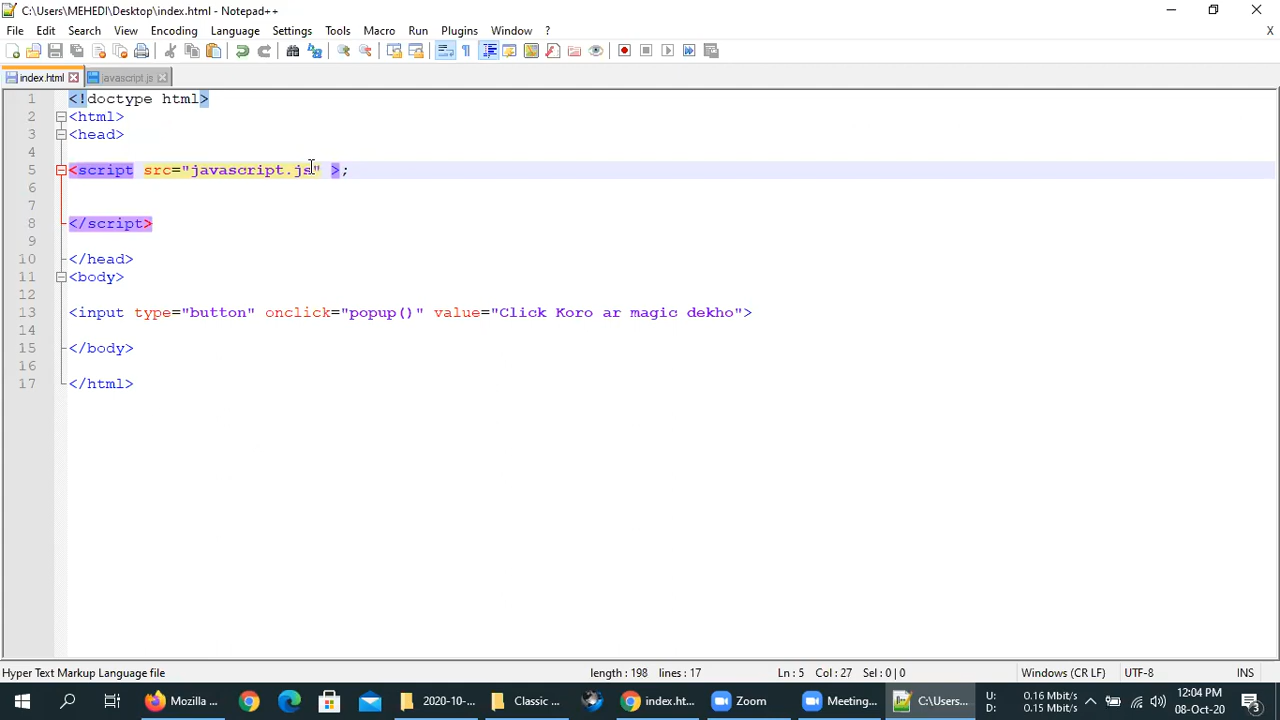 C:\Users\MEHEDI\Desktop\index.html - Notepad++
File Edit Search View Encoding Language Settings Tools Macro Run Plugins Window ? X
index.html javascript.js
1 <!doctype html>
2 <html>
3 <head>
4
5 <script src="javascript.js" >;
6
7
8 </script>
9
10 </head>
11 <body>
12
13 <input type="button" onclick="popup()" value="Click Koro ar magic dekho">
14
15 </body>
16
17 </html>
Hyper Text Markup Language file length : 198 lines : 17 Ln : 5 Col : 27 Sel : 0 | 0 Windows (CR LF) UTF-8 INS
Mozilla ... 2020-10-... Classic ... index.ht... Zoom Meeting... C:\Users... U: 0.16 Mbit/s 12:04 PM
D: 0.15 Mbit/s 08-Oct-20 3